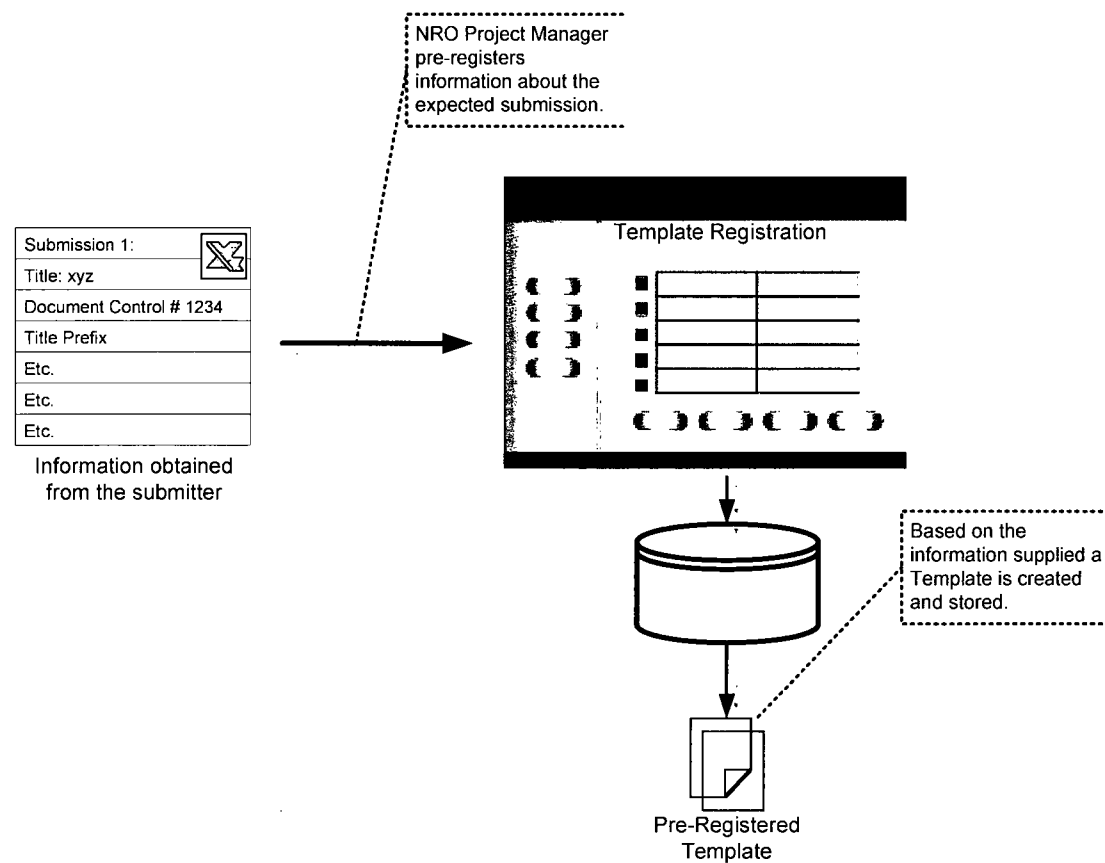 NRO Project Manager
pre-registers
information about the
expected submission.
Template Registration
Submission 1:
Title: xyz
Document Control # 1234
Title Prefix
Etc.
Etc.
Etc.
Information obtained
from the submitter
Based on the
information supplied a
Template is created
and stored.
Pre-Registered
Template